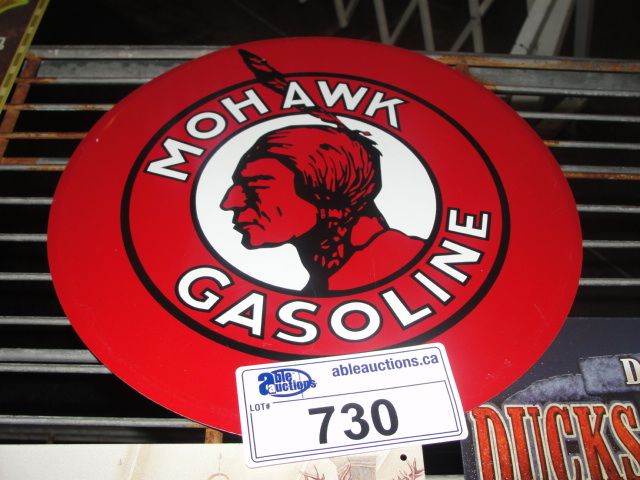 MOHAWK
GASOLINE
able auctions
ableauctions.ca
LOT#
730
D
DUCKS